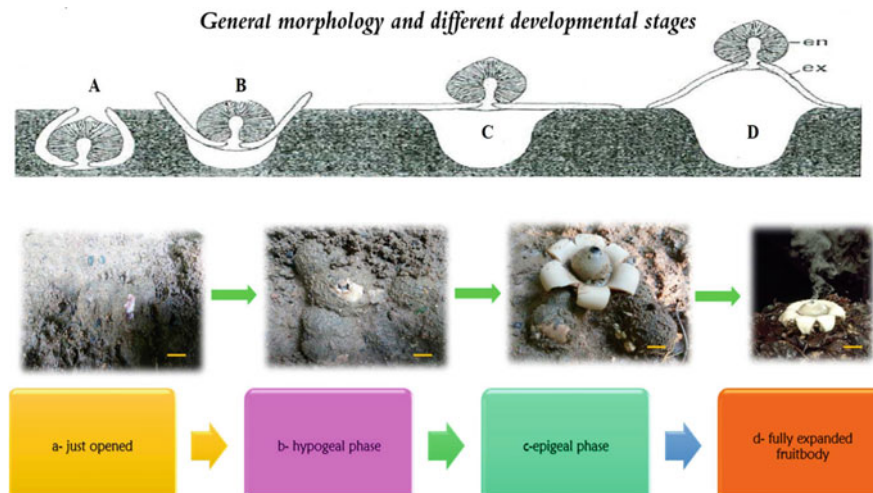 General morphology and different developmental stages
A
B
C
D
en
ex
a- just opened
b- hypogeal phase
c-epigeal phase
d- fully expanded
fruitbody